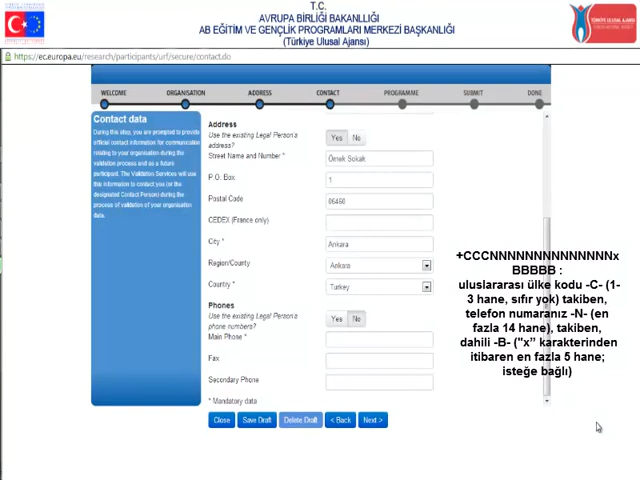 T.C.
AVRUPA BİRLİĞİ BAKANLIĞI
AB EĞİTİM VE GENÇLİK PROGRAMLARI MERKEZİ BAŞKANLIĞI
(Türkiye Ulusal Ajansı)
https://ec.europa.eu/research/participants/urf/secure/contact.do
WELCOME ORGANISATION ADDRESS CONTACT PROGRAMME SUBMIT DONE
Contact data
During this step, you are prompted to provide
official contact information for communication
relating to your organisation during the
validation process and as a future
participant. The Validation Services will use
this information to contact you (or the
designated Contact Person) during the
process of validation of your organisation
data.
Address
Use the existing Legal Person's
address?
Yes No
Street Name and Number * Örnek Sokak
P.O. Box 1
Postal Code 06460
CEDEX (France only)
City * Ankara
Region/County Ankara
Country * Turkey
Phones
Use the existing Legal Person's
phone numbers?
Yes No
Main Phone *
Fax
Secondary Phone
* Mandatory data
Close Save Draft Delete Draft < Back Next >
+CCCNNNNNNNNNNNNNNx
BBBBB :
uluslararası ülke kodu -C- (1-
3 hane, sıfır yok) takiben,
telefon numaranız -N- (en
fazla 14 hane), takiben,
dahili -B- ("x" karakterinden
itibaren en fazla 5 hane;
isteğe bağlı)